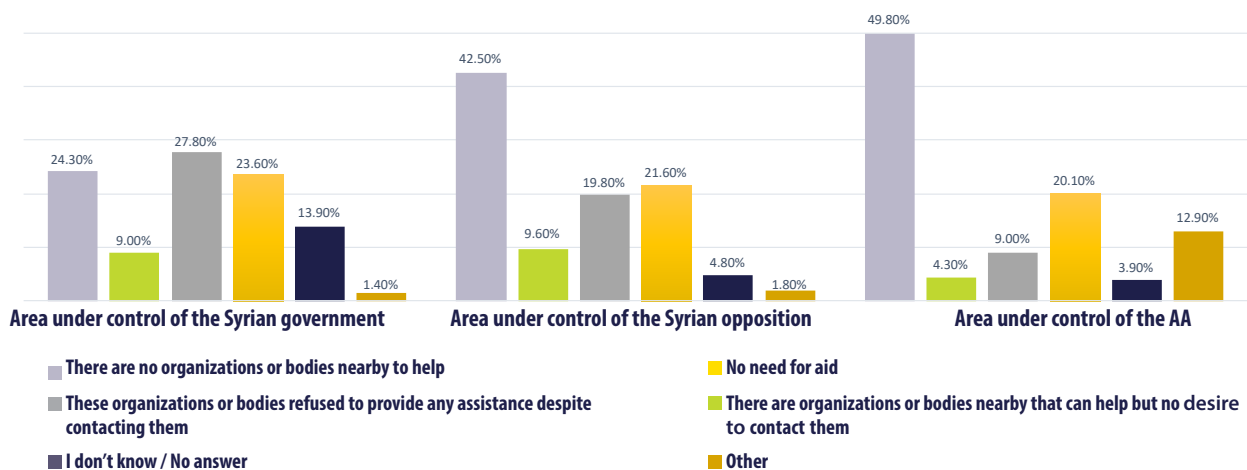 49.80%
42.50%
27.80%
24.30%
23.60%
21.60%
19.80%
20.10%
13.90%
12.90%
9.00%
9.60%
9.00%
4.80%
4.30%
3.90%
1.40%
1.80%
Area under control of the Syrian government
Area under control of the Syrian opposition
Area under control of the AA
There are no organizations or bodies nearby to help
No need for aid
These organizations or bodies refused to provide any assistance despite
contacting them
There are organizations or bodies nearby that can help but no desire
to contact them
I don't know / No answer
Other